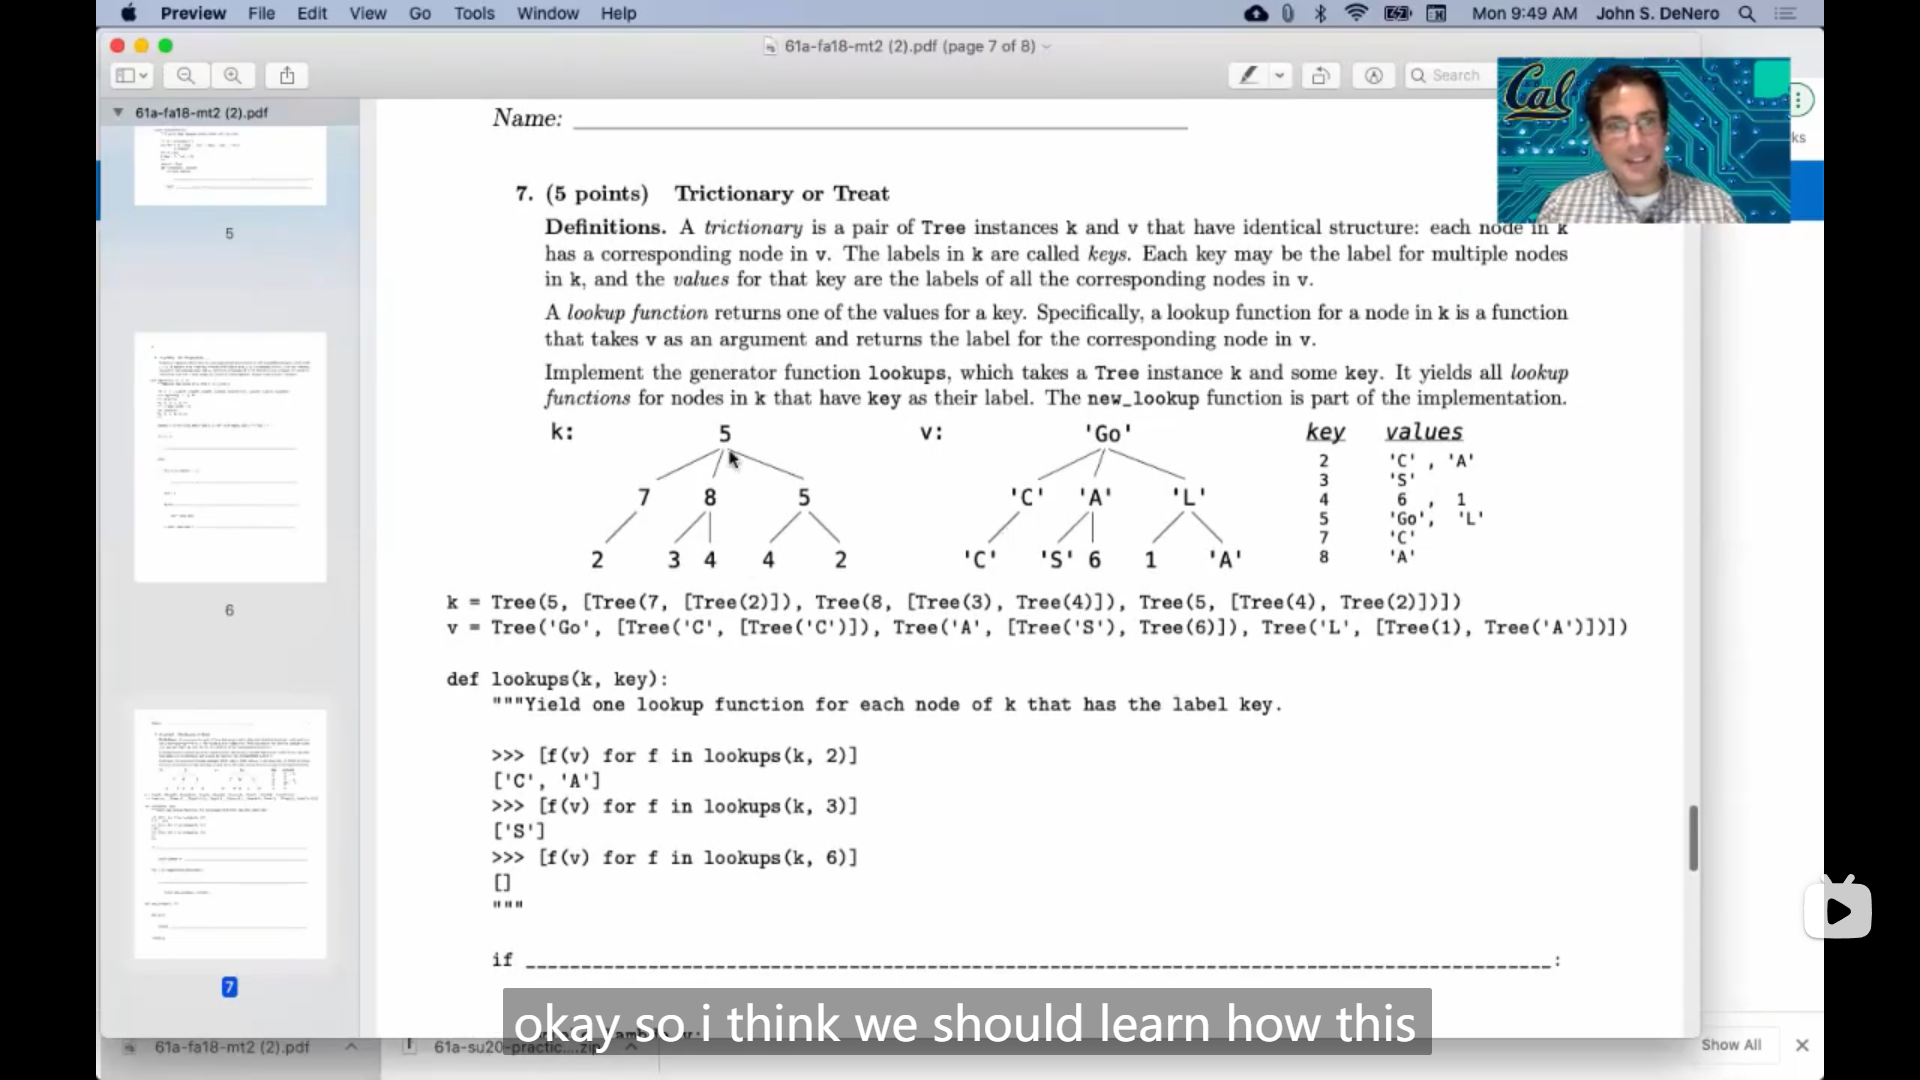 Preview File Edit View Go Tools Window Help Mon 9:49 AM John S. DeNero
61a-fa18-mt2 (2).pdf (page 7 of 8)
Search
Cal
ks
61a-fa18-mt2 (2).pdf
5
6
7
Name:
7. (5 points) Trictionary or Treat
Definitions. A trictionary is a pair of Tree instances k and v that have identical structure: each node in k
has a corresponding node in v. The labels in k are called keys. Each key may be the label for multiple nodes
in k, and the values for that key are the labels of all the corresponding nodes in v.
A lookup function returns one of the values for a key. Specifically, a lookup function for a node in k is a function
that takes v as an argument and returns the label for the corresponding node in v.
Implement the generator function lookups, which takes a Tree instance k and some key. It yields all lookup
functions for nodes in k that have key as their label. The new_lookup function is part of the implementation.
k: 5 v: 'Go' key values
2 'C' , 'A'
3 'S'
7 8 5 'C' 'A' 'L' 4 6 , 1
5 'Go', 'L'
7 'C'
2 3 4 4 2 'C' 'S' 6 1 'A' 8 'A'
k = Tree(5, [Tree(7, [Tree(2)]), Tree(8, [Tree(3), Tree(4)]), Tree(5, [Tree(4), Tree(2)])])
v = Tree('Go', [Tree('C', [Tree('C')]), Tree('A', [Tree('S'), Tree(6)]), Tree('L', [Tree(1), Tree('A')])])
def lookups(k, key):
"""Yield one lookup function for each node of k that has the label key.
>>> [f(v) for f in lookups(k, 2)]
['C', 'A']
>>> [f(v) for f in lookups(k, 3)]
['S']
>>> [f(v) for f in lookups(k, 6)]
[]
"""
if ________________:
okay so i think we should learn how this
61a-fa18-mt2 (2).pdf 61a-su20-practic....zip Show All